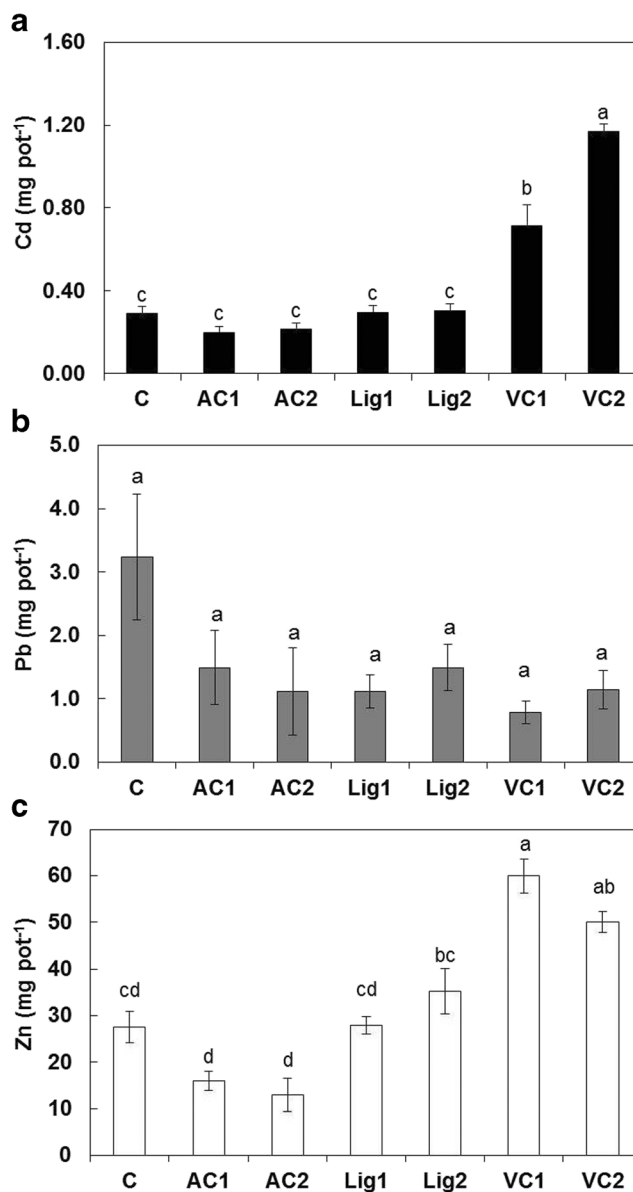 a
Cd (mg pot⁻¹)
1.60
1.20
0.80
0.40
0.00
c c c c c b a
C AC1 AC2 Lig1 Lig2 VC1 VC2
b
Pb (mg pot⁻¹)
5.0
4.0
3.0
2.0
1.0
0.0
a a a a a a a
C AC1 AC2 Lig1 Lig2 VC1 VC2
c
Zn (mg pot⁻¹)
70
60
50
40
30
20
10
0
cd d d cd bc a ab
C AC1 AC2 Lig1 Lig2 VC1 VC2